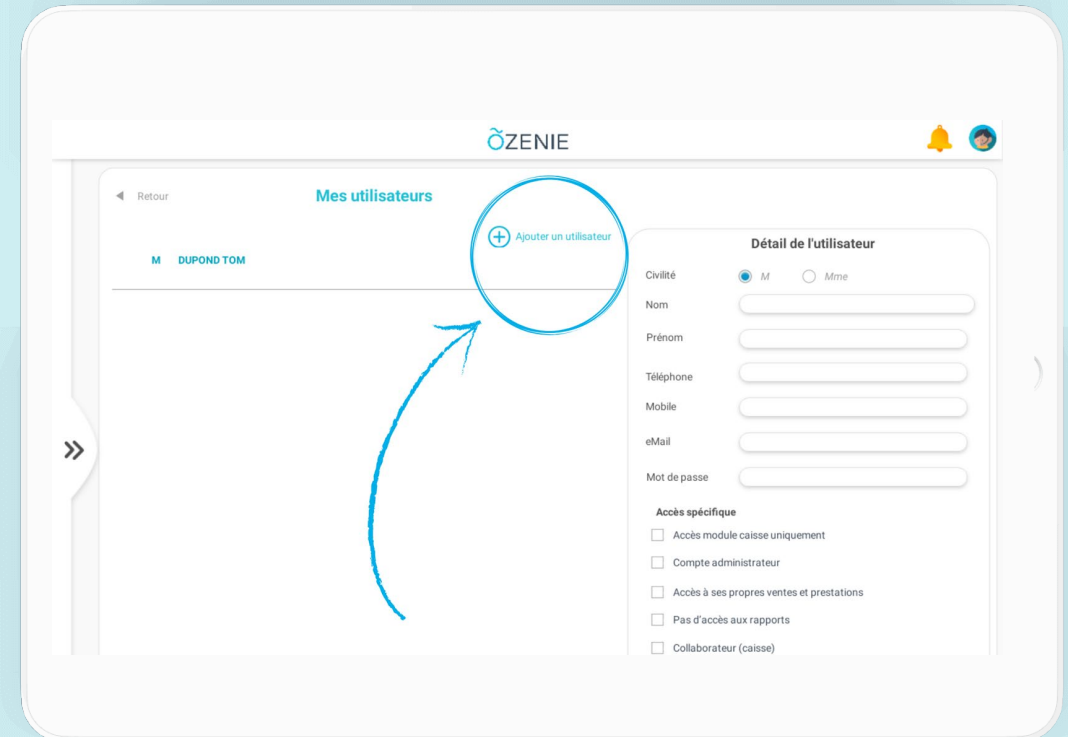 õZENIE
Retour
Mes utilisateurs
Ajouter un utilisateur
M DUPOND TOM
Détail de l'utilisateur
Civilité M Mme
Nom
Prénom
Téléphone
Mobile
eMail
Mot de passe
Accès spécifique
Accès module caisse uniquement
Compte administrateur
Accès à ses propres ventes et prestations
Pas d'accès aux rapports
Collaborateur (caisse)